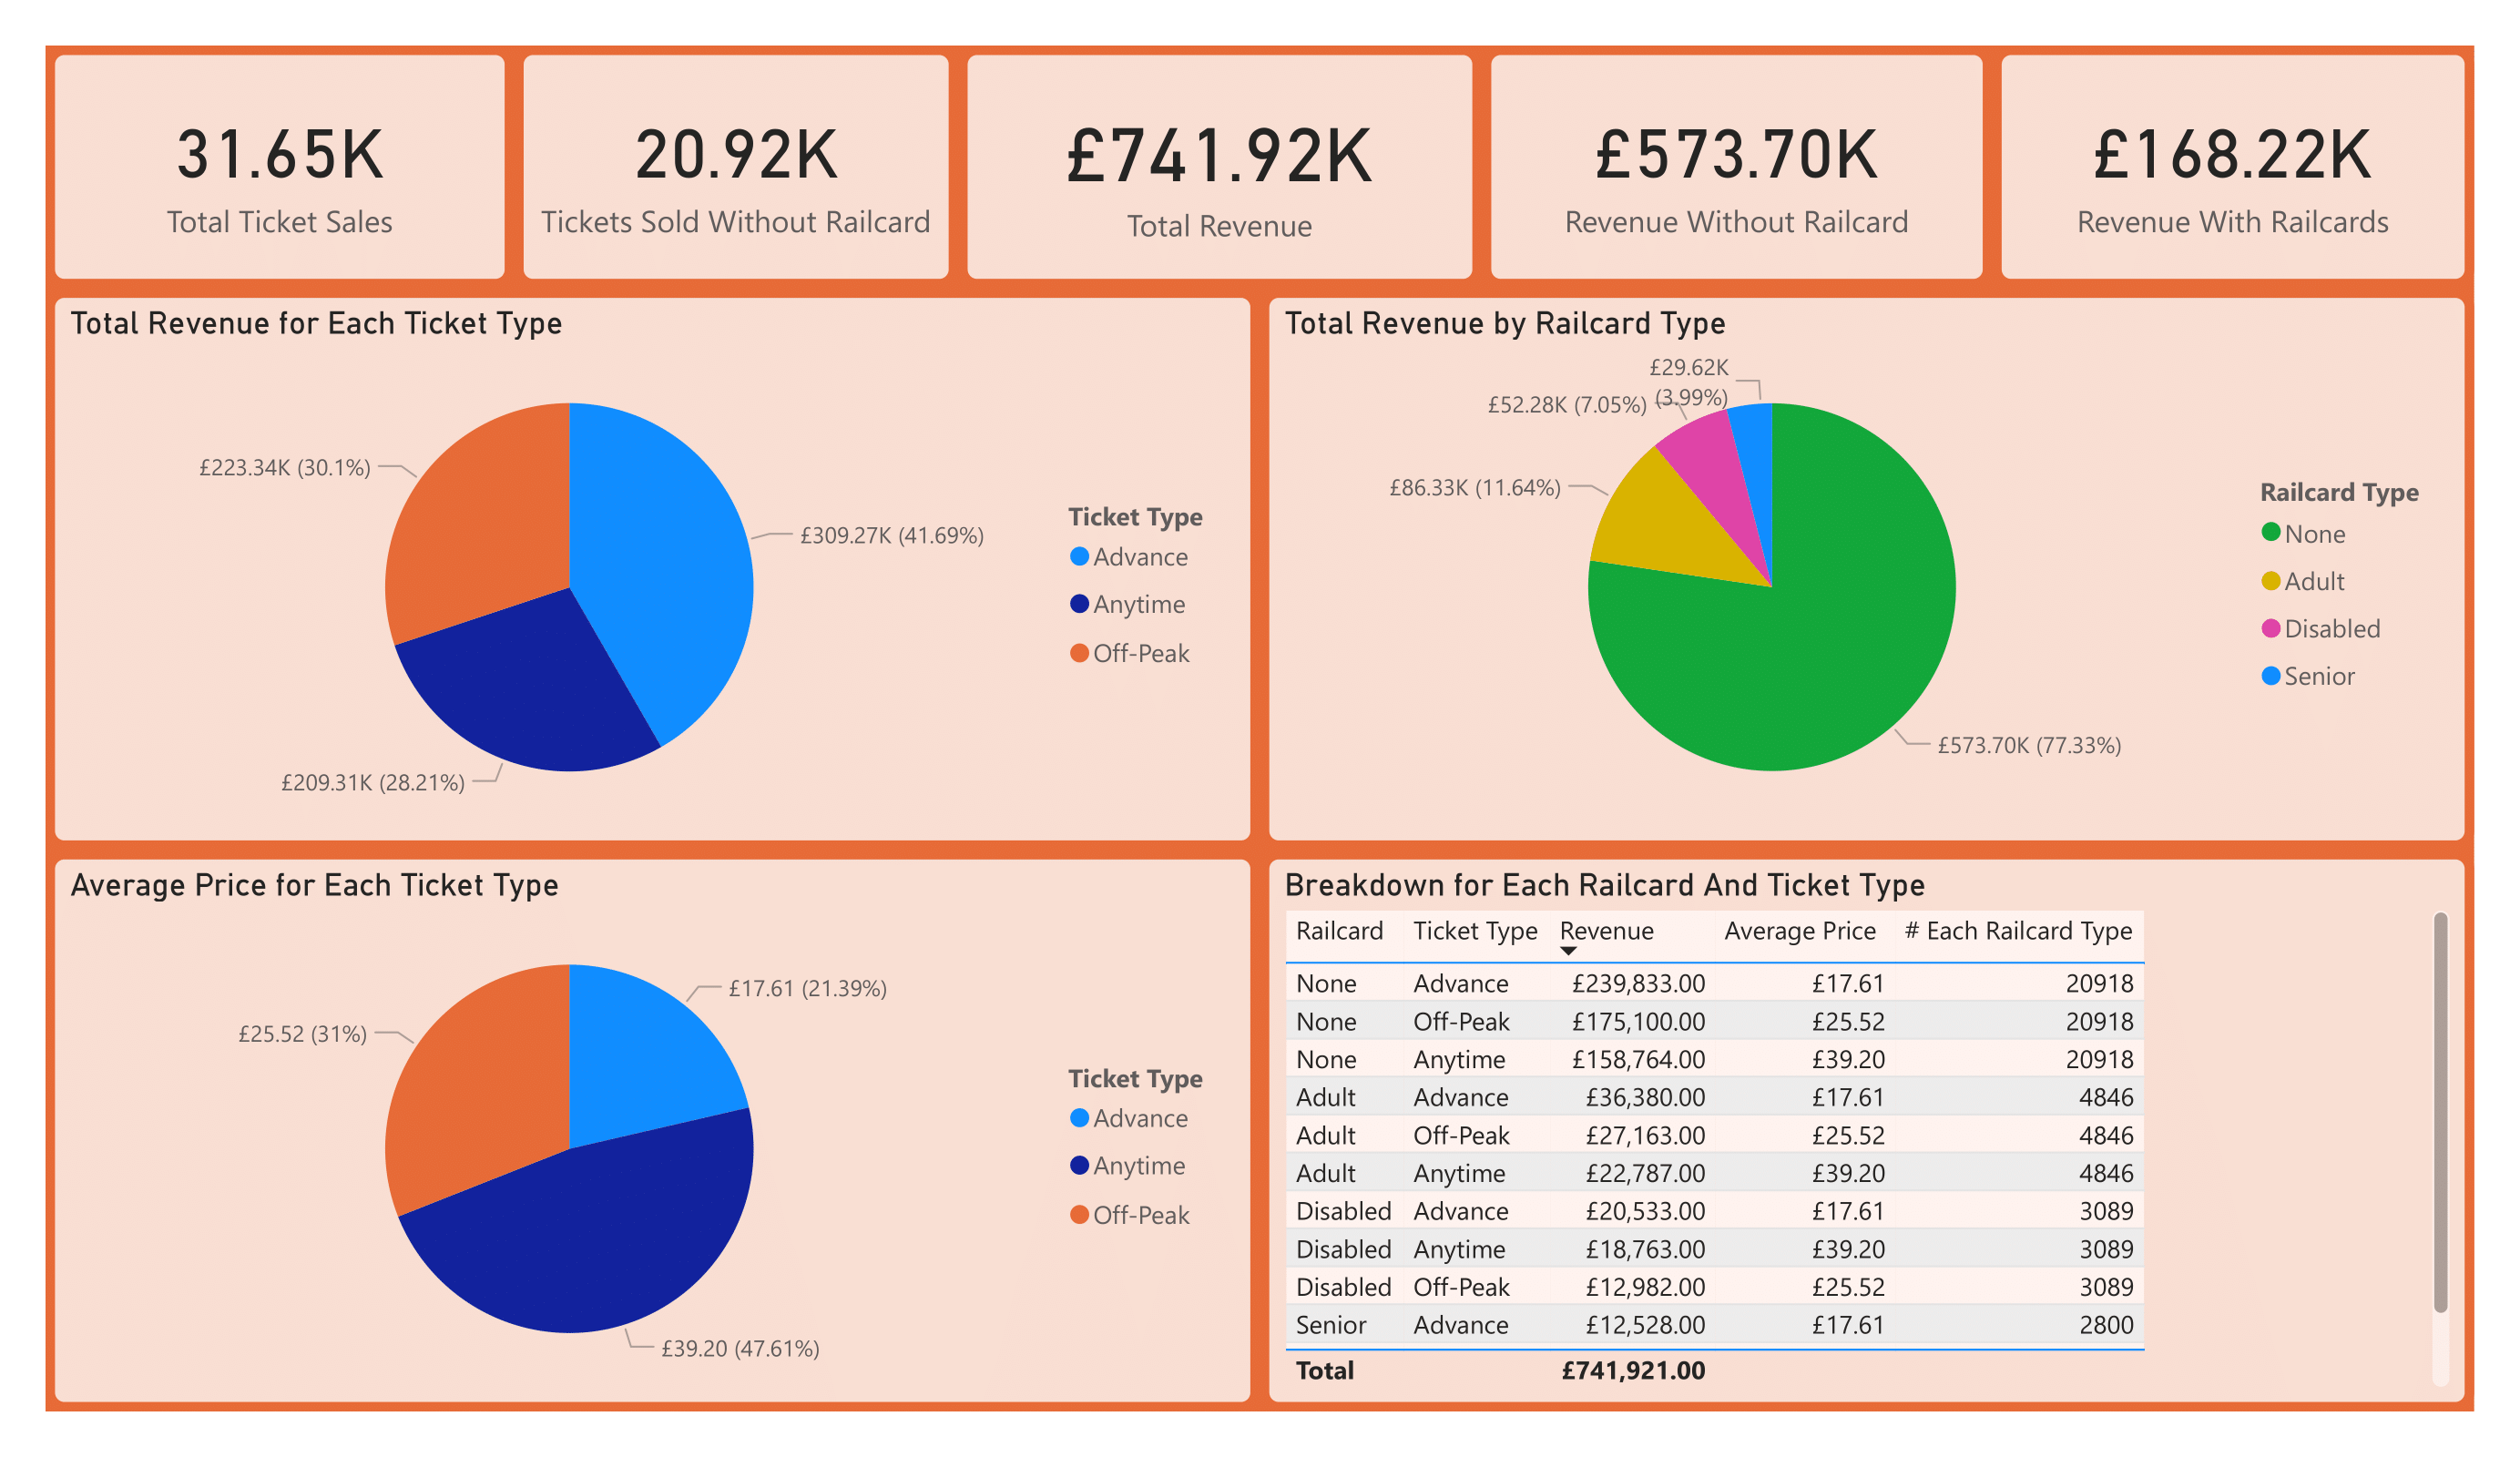 31.65K
Total Ticket Sales
20.92K
Tickets Sold Without Railcard
£741.92K
Total Revenue
£573.70K
Revenue Without Railcard
£168.22K
Revenue With Railcards
Total Revenue for Each Ticket Type
£223.34K (30.1%)
£309.27K (41.69%)
£209.31K (28.21%)
Ticket Type
Advance
Anytime
Off-Peak
Total Revenue by Railcard Type
£29.62K
(3.99%)
£52.28K (7.05%)
£86.33K (11.64%)
£573.70K (77.33%)
Railcard Type
None
Adult
Disabled
Senior
Average Price for Each Ticket Type
£17.61 (21.39%)
£25.52 (31%)
£39.20 (47.61%)
Ticket Type
Advance
Anytime
Off-Peak
Breakdown for Each Railcard And Ticket Type
Railcard Ticket Type Revenue Average Price # Each Railcard Type
None Advance £239,833.00 £17.61 20918
None Off-Peak £175,100.00 £25.52 20918
None Anytime £158,764.00 £39.20 20918
Adult Advance £36,380.00 £17.61 4846
Adult Off-Peak £27,163.00 £25.52 4846
Adult Anytime £22,787.00 £39.20 4846
Disabled Advance £20,533.00 £17.61 3089
Disabled Anytime £18,763.00 £39.20 3089
Disabled Off-Peak £12,982.00 £25.52 3089
Senior Advance £12,528.00 £17.61 2800
Total £741,921.00